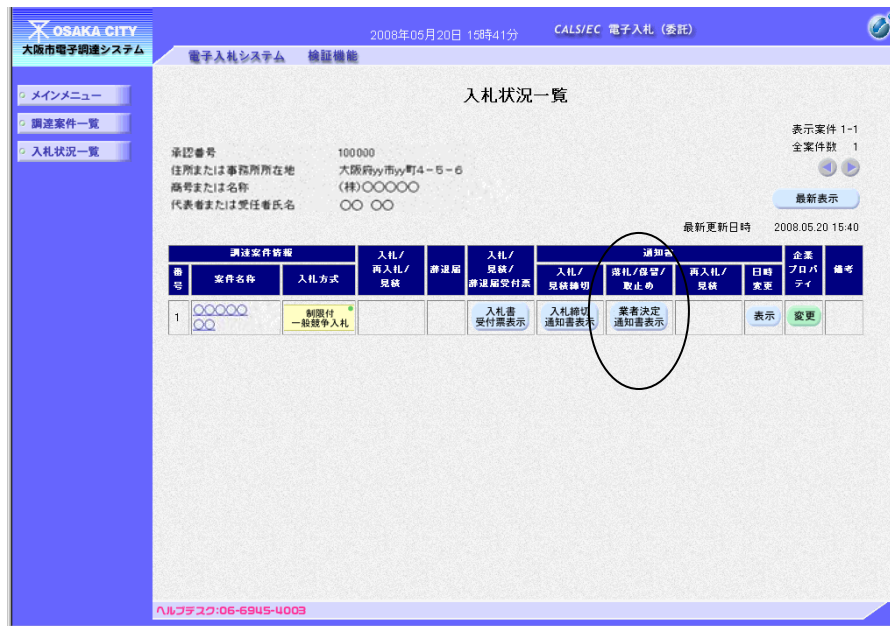 OSAKA CITY
大阪市電子調達システム
2008年05月20日 15時41分
CALS/EC 電子入札（委託）
電子入札システム 検証機能
メインメニュー
調達案件一覧
入札状況一覧
入札状況一覧
表示案件 1-1
全案件数 1
承認番号 100000
住所または事務所所在地 大阪府yy市yy町4－5－6
商号または名称 (株)○○○○○
代表者または受任者氏名 ○○ ○○
最新表示
最新更新日時 2008.05.20 15:40
調達案件情報
入札/
再入札/
見積
辞退届
入札/
見積/
辞退届受付票
通知書
企業
プロパ
ティ
備考
番号
案件名称
入札方式
入札/
見積締切
落札/保留/
取止め
再入札/
見積
日時
変更
1
○○○○○
○○
制限付
一般競争入札
入札書
受付票表示
入札締切
通知書表示
業者決定
通知書表示
表示
変更
ヘルプデスク:06-6945-4003